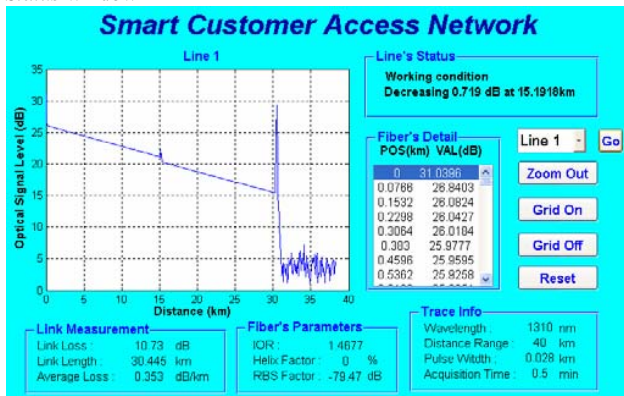 Smart Customer Access Network
Line 1
35
30
25
20
15
10
5
0
0 5 10 15 20 25 30 35 40
Optical Signal Level (dB)
Distance (km)
Line's Status
Working condition
Decreasing 0.719 dB at 15.1918km
Fiber's Detail
POS(km) VAL(dB)
0 31.0396
0.0766 26.8403
0.1532 26.0824
0.2298 26.0427
0.3064 26.0184
0.383 25.9777
0.4596 25.9595
0.5362 25.9258
Line 1
Go
Zoom Out
Grid On
Grid Off
Reset
Link Measurement
Link Loss : 10.73 dB
Link Length : 30.445 km
Average Loss : 0.353 dB/km
Fiber's Parameters
IOR : 1.4677
Helix Factor : 0 %
RBS Factor : -79.47 dB
Trace Info
Wavelength : 1310 nm
Distance Range : 40 km
Pulse Witdth : 0.028 km
Acquisition Time : 0.5 min